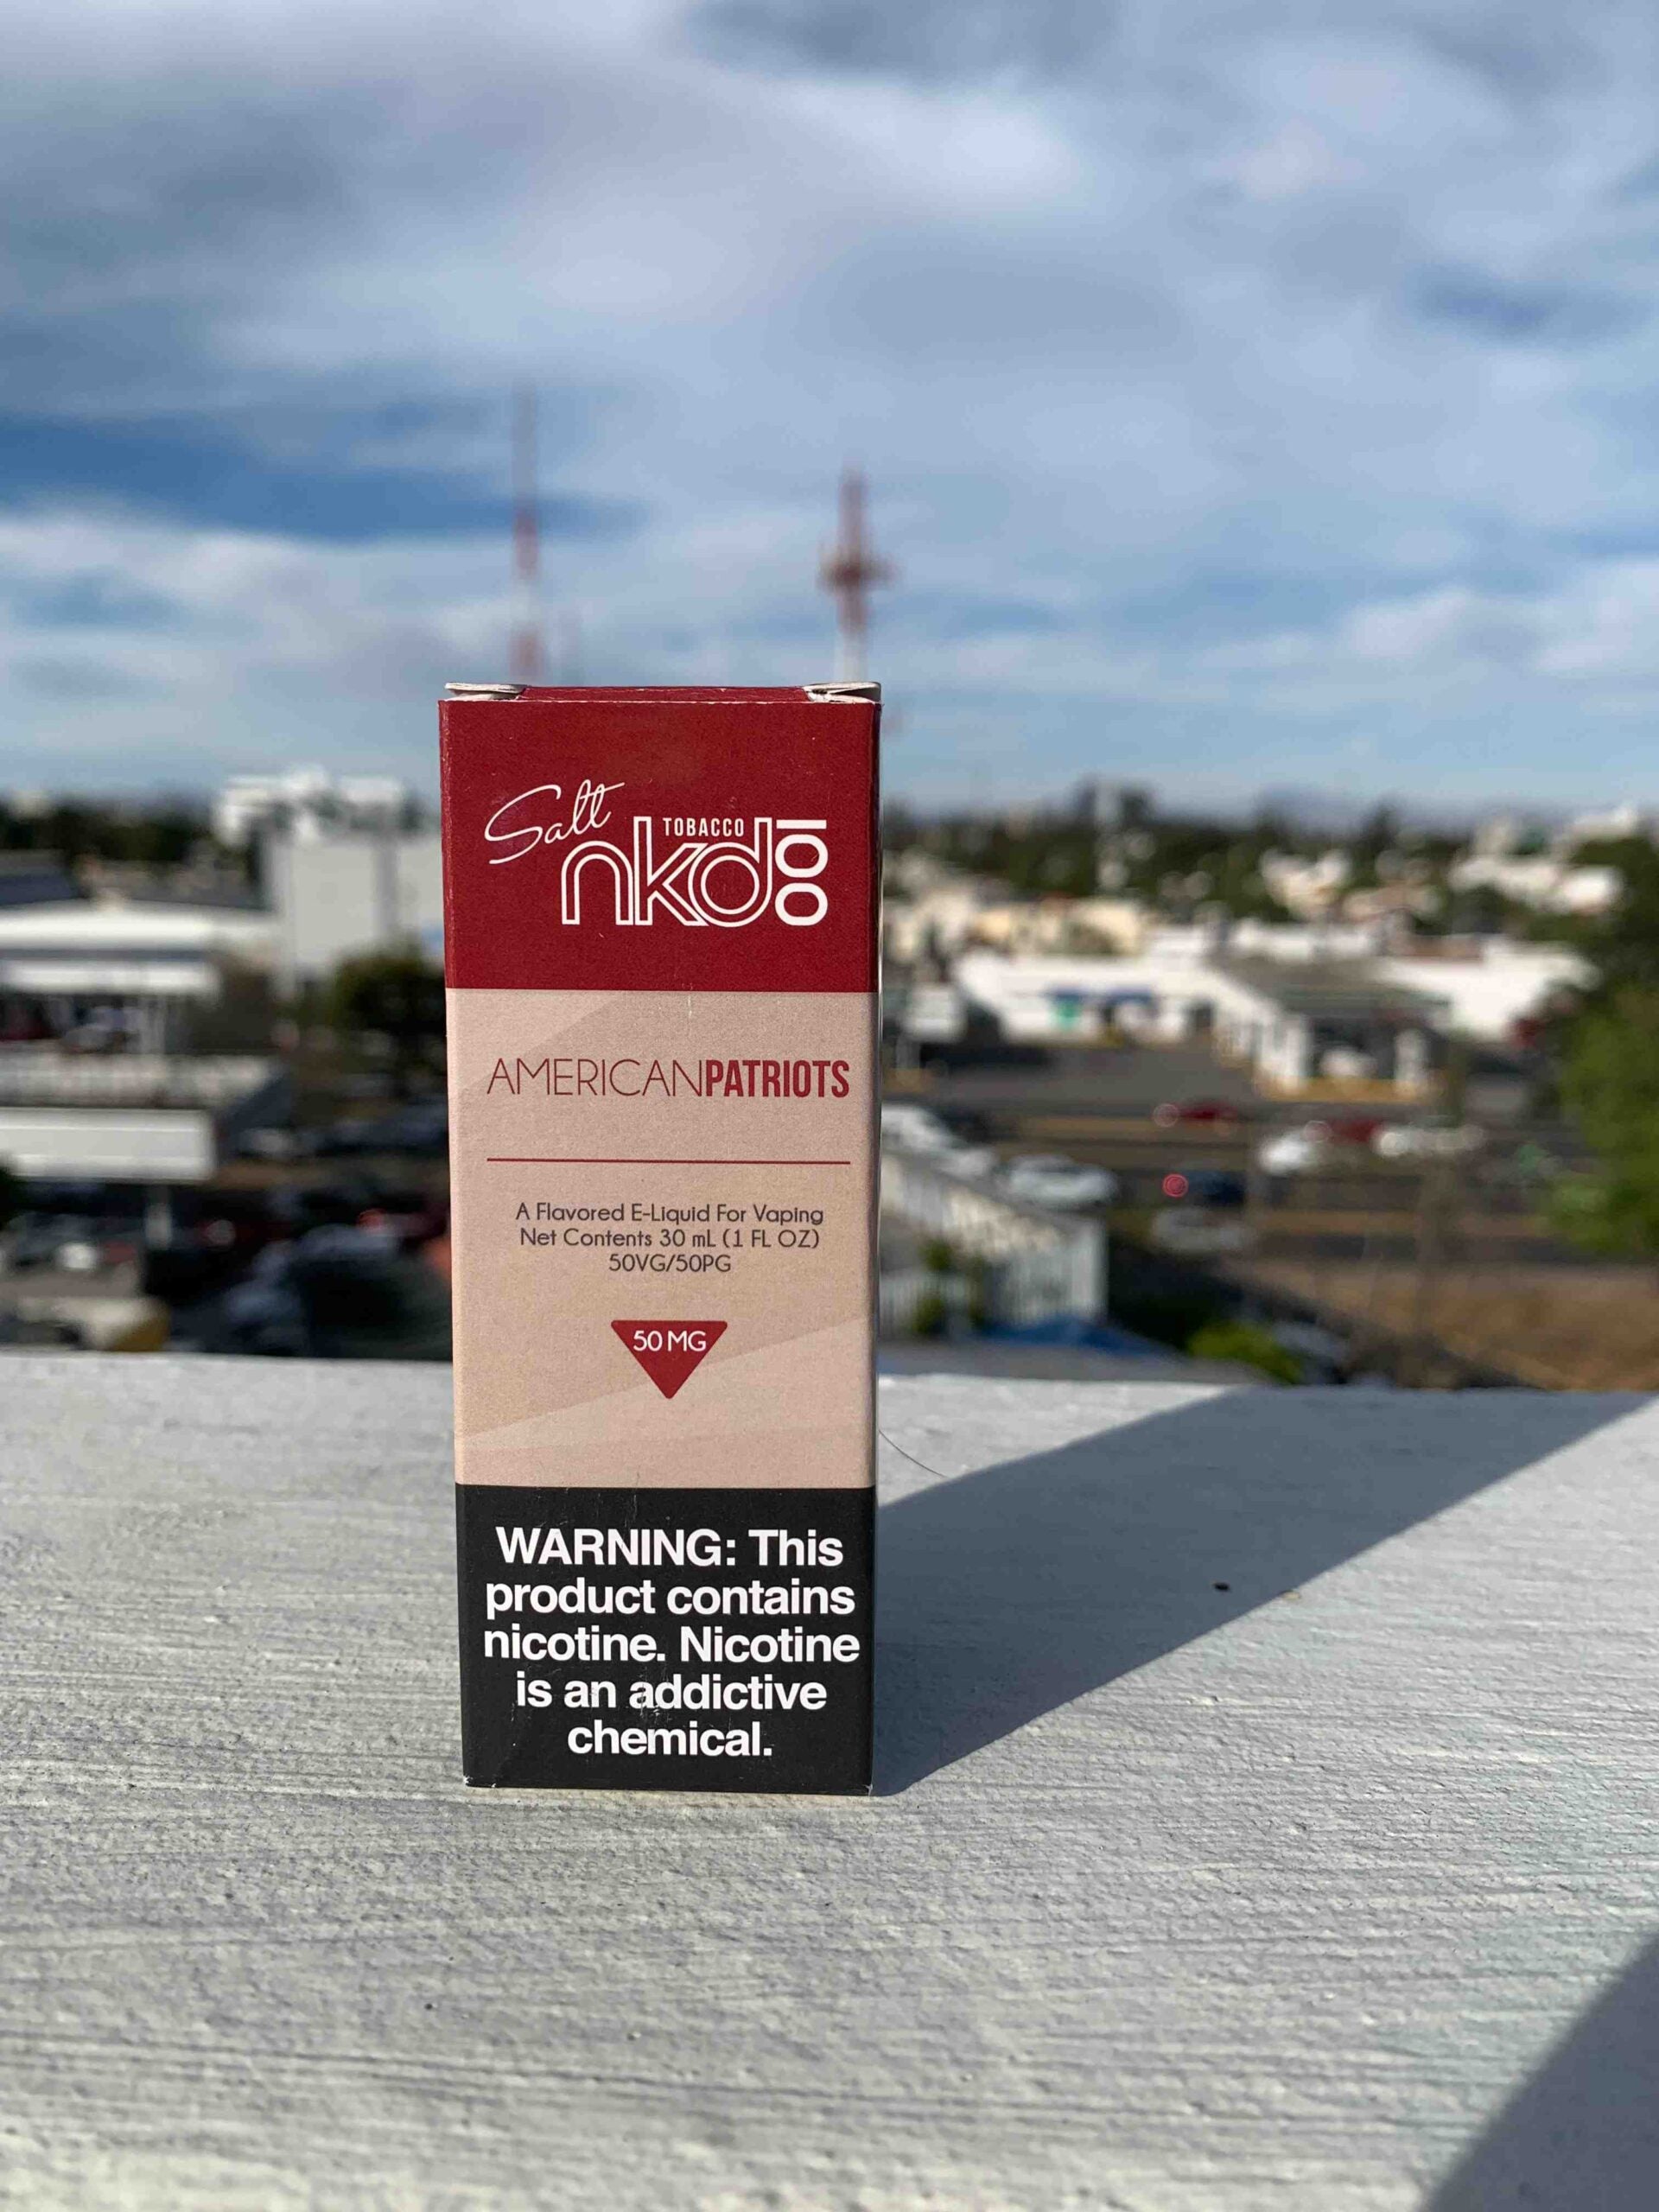 Salt
TOBACCO
nkd 100
AMERICANPATRIOTS
A Flavored E-Liquid For Vaping
Net Contents 30 mL (1 FL OZ)
50VG/50PG
50 MG
WARNING: This
product contains
nicotine. Nicotine
is an addictive
chemical.